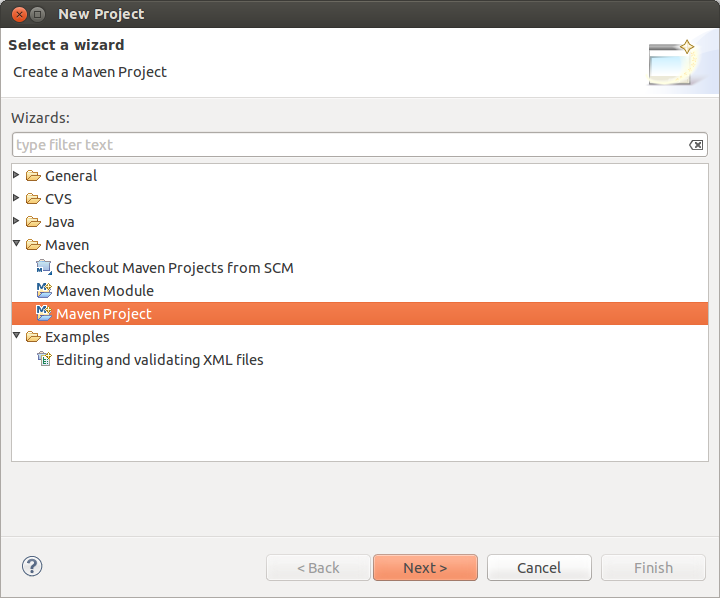 New Project
Select a wizard
Create a Maven Project
Wizards:
type filter text
General
CVS
Java
Maven
Checkout Maven Projects from SCM
Maven Module
Maven Project
Examples
Editing and validating XML files
?
< Back
Next >
Cancel
Finish